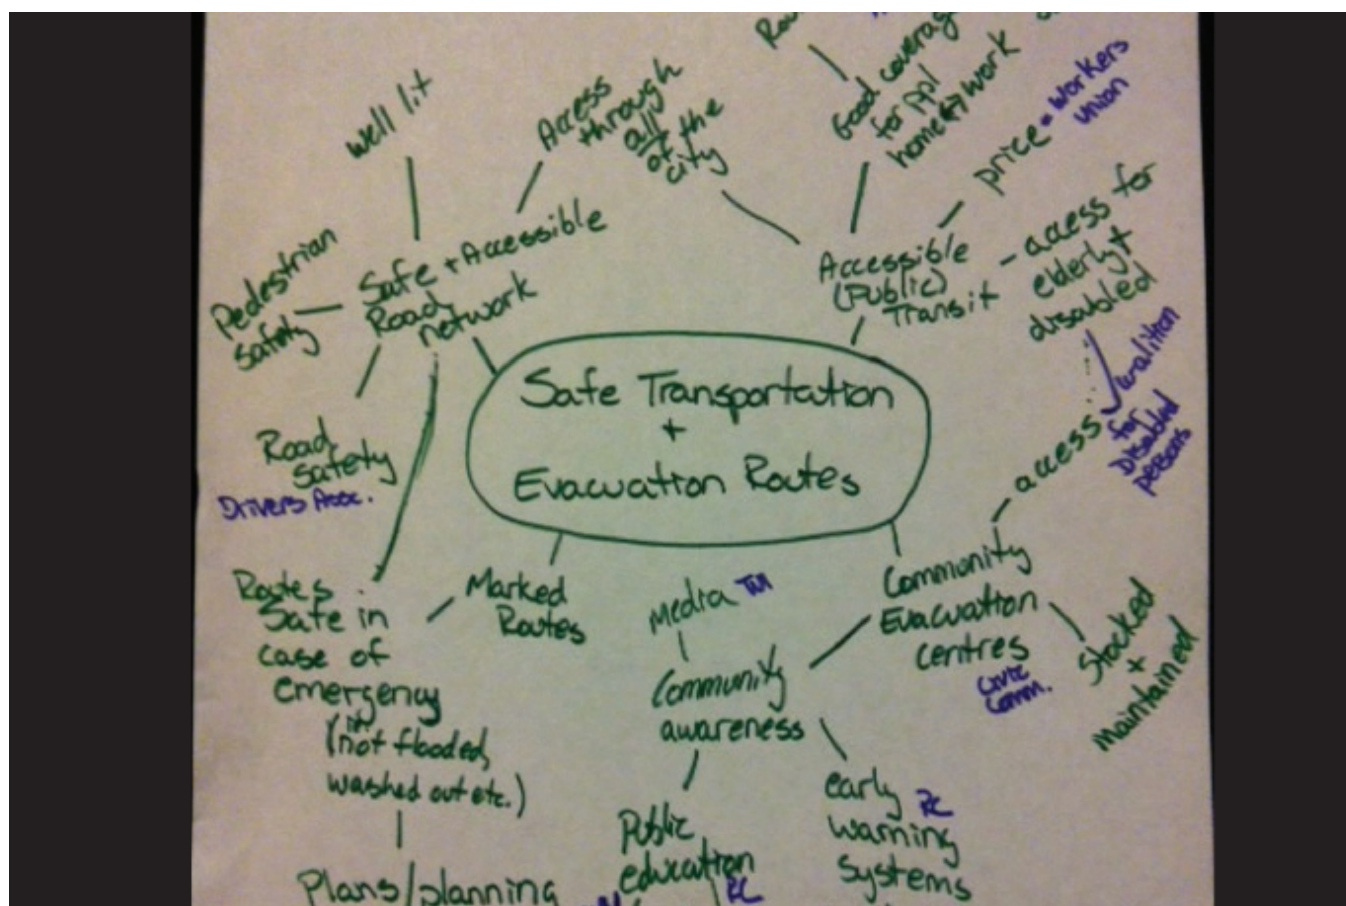 well lit
Access
through
all
of the
city
Good coverag
for ppl
home ↔ work
price • workers
union
Pedestrian
safety
Safe + Accessible
Road
network
Accessible
(Public)
Transit
access for
elderly +
disabled
Safe Transportation
+
Evacuation Routes
Road
safety
Drivers Assoc.
access
coalition
for
Disabled
persons
Routes
Safe in
case of
emergency
(not flooded,
washed out etc.)
Plans/planning
Marked
Routes
Media
Community
awareness
Public
education
early
warning
systems
Community
Evacuation
centres
Civic
Comm.
Stocked
+
maintained